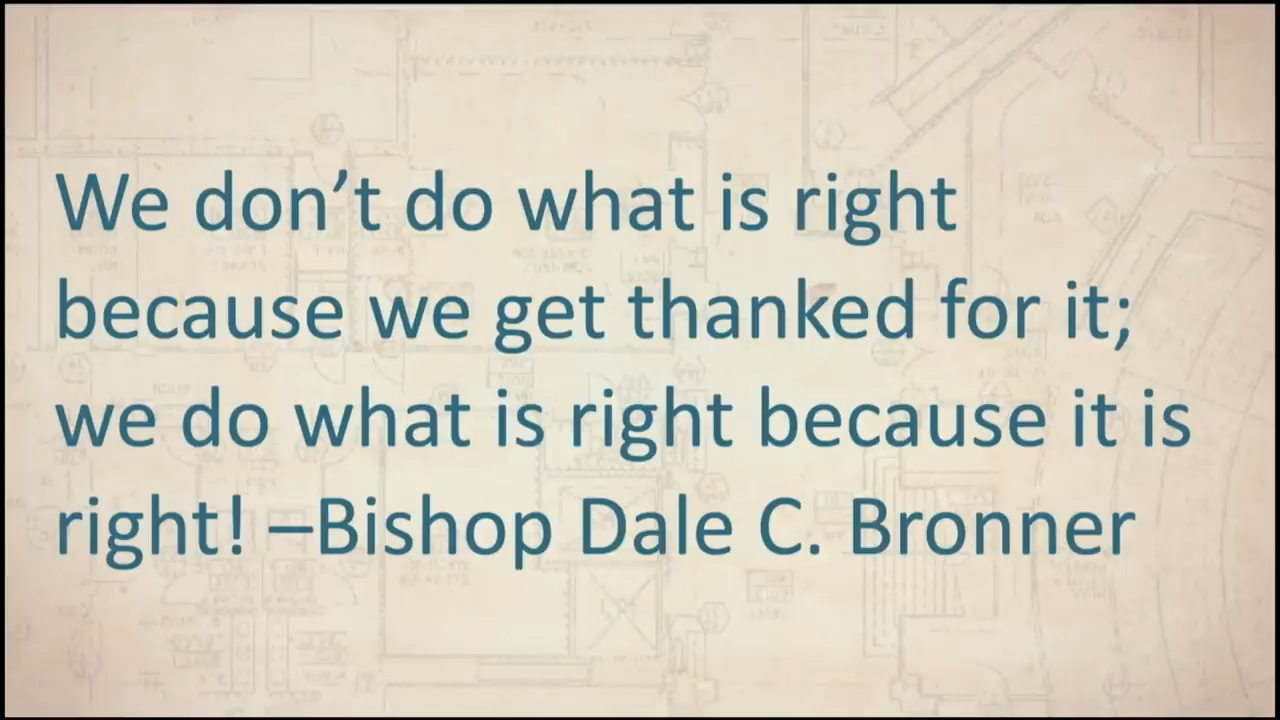 We don’t do what is right
because we get thanked for it;
we do what is right because it is
right! –Bishop Dale C. Bronner